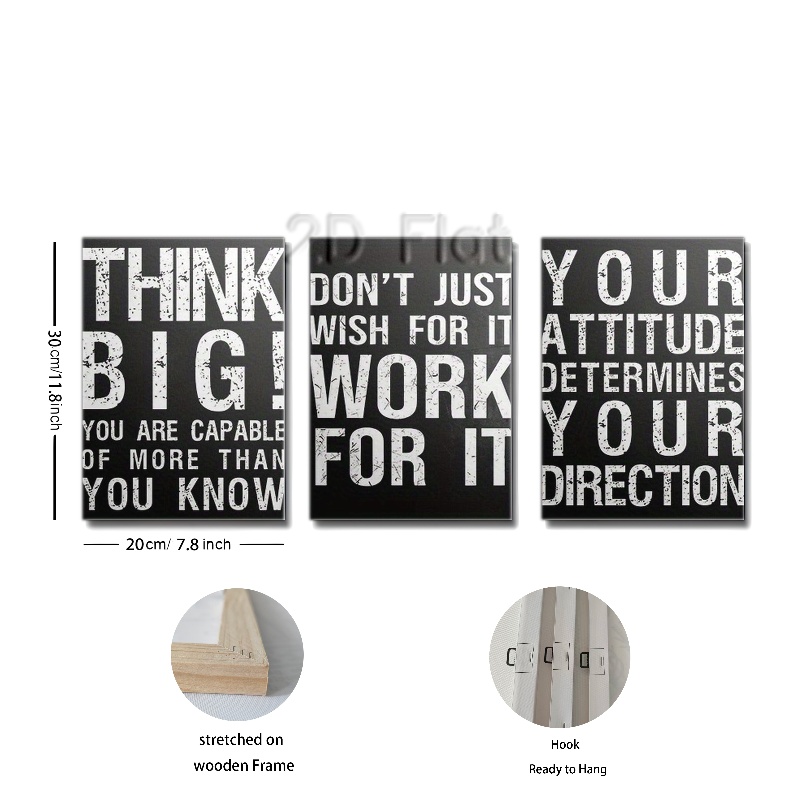 2D Flat
THINK
BIG!
YOU ARE CAPABLE
OF MORE THAN
YOU KNOW
DON'T JUST
WISH FOR IT
WORK
FOR IT
YOUR
ATTITUDE
DETERMINES
YOUR
DIRECTION
30cm/11.8inch
20cm/ 7.8 inch
stretched on
wooden Frame
Hook
Ready to Hang